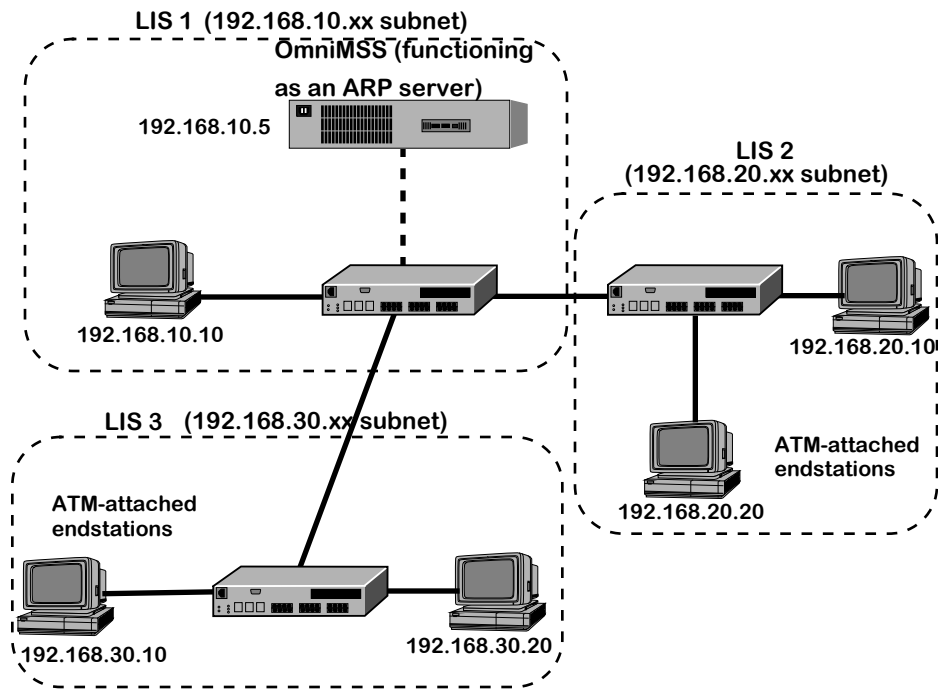 LIS 1 (192.168.10.xx subnet)
OmniMSS (functioning
as an ARP server)
192.168.10.5
LIS 2
(192.168.20.xx subnet)
192.168.10.10
192.168.20.10
LIS 3 (192.168.30.xx subnet)
ATM-attached
endstations
192.168.20.20
ATM-attached
endstations
192.168.30.10
192.168.30.20